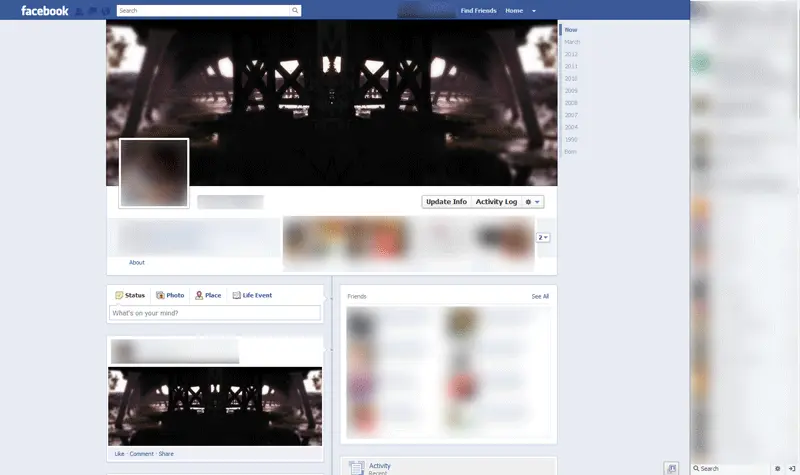 facebook
Search
Find Friends
Home
Now
March
2012
2011
2010
2009
2008
2007
2004
1999
Born
Update Info
Activity Log
2
About
Status
Photo
Place
Life Event
What's on your mind?
Friends
See All
Like · Comment · Share
Activity
Recent
Search